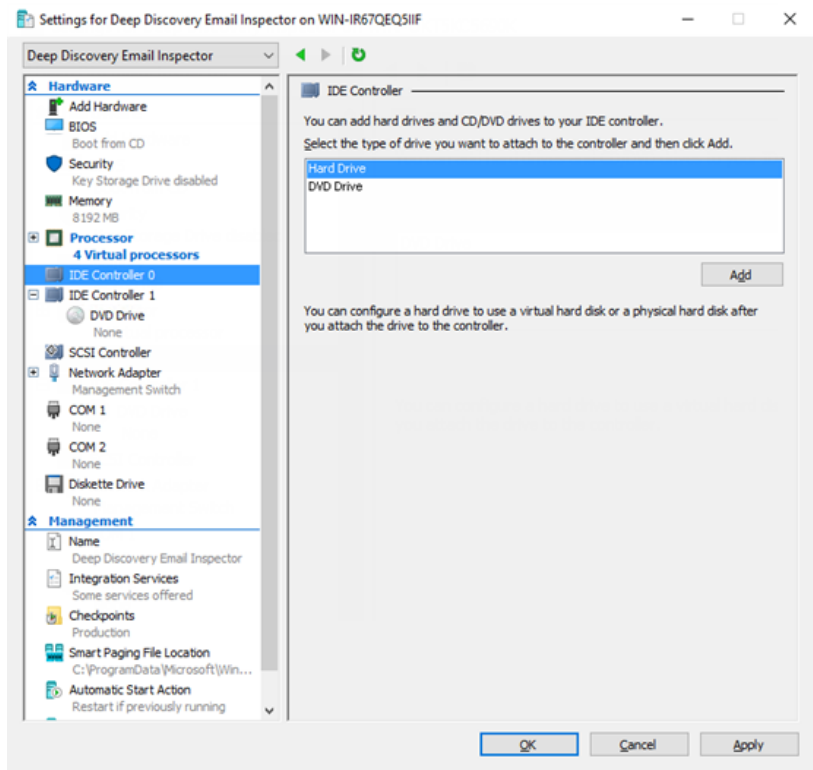 Settings for Deep Discovery Email Inspector on WIN-IR67QEQ5IIF
Deep Discovery Email Inspector
Hardware
Add Hardware
BIOS
Boot from CD
Security
Key Storage Drive disabled
Memory
8192 MB
Processor
4 Virtual processors
IDE Controller 0
IDE Controller 1
DVD Drive
None
SCSI Controller
Network Adapter
Management Switch
COM 1
None
COM 2
None
Diskette Drive
None
Management
Name
Deep Discovery Email Inspector
Integration Services
Some services offered
Checkpoints
Production
Smart Paging File Location
C:\ProgramData\Microsoft\Win...
Automatic Start Action
Restart if previously running
IDE Controller
You can add hard drives and CD/DVD drives to your IDE controller.
Select the type of drive you want to attach to the controller and then click Add.
Hard Drive
DVD Drive
Add
You can configure a hard drive to use a virtual hard disk or a physical hard disk after
you attach the drive to the controller.
OK
Cancel
Apply